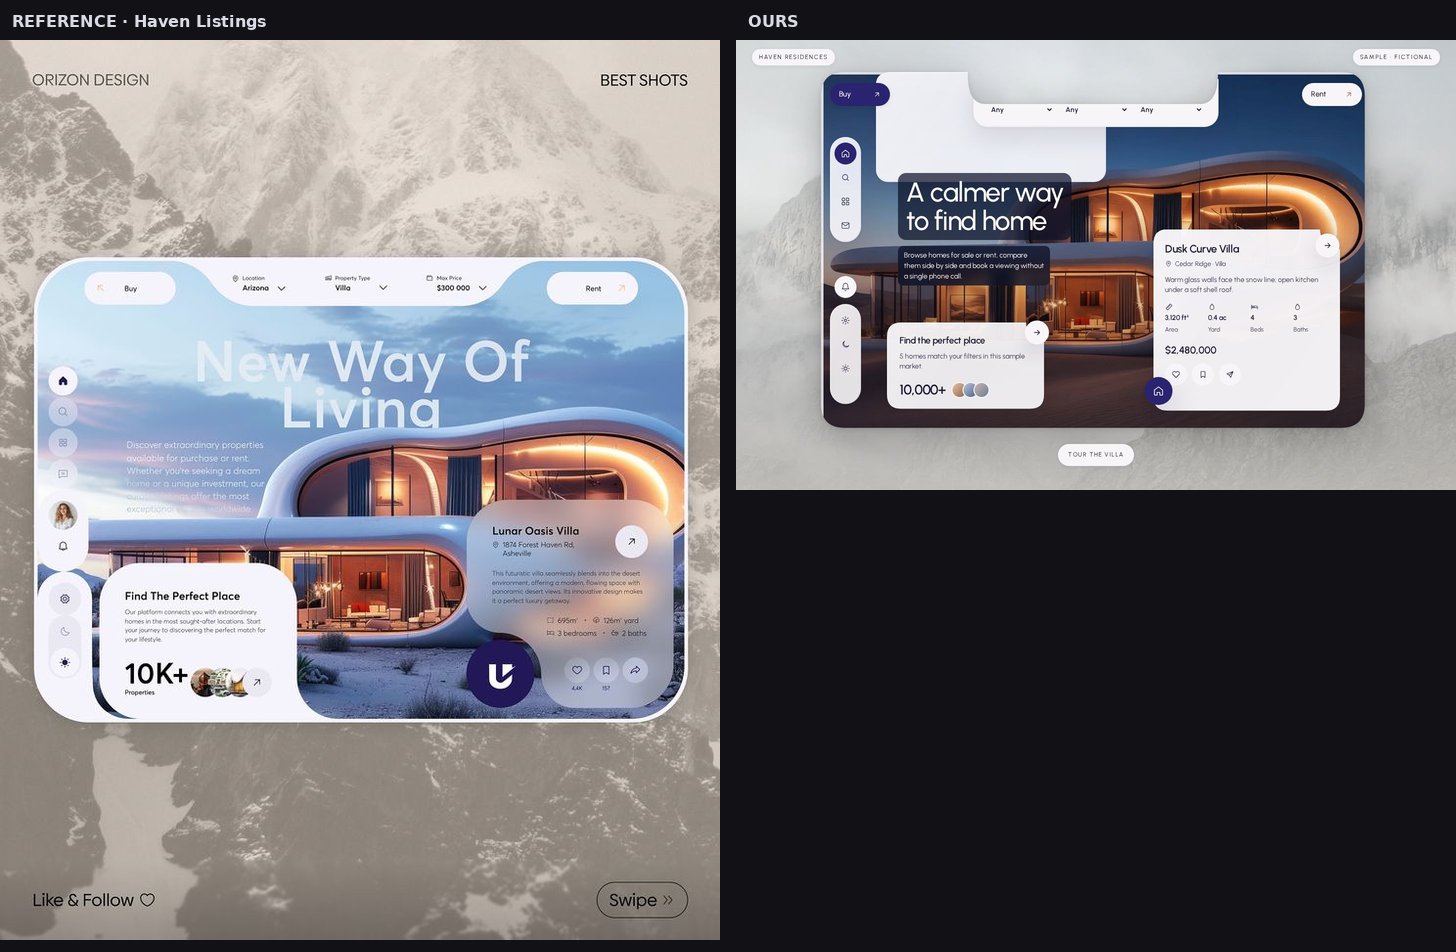 REFERENCE · Haven Listings
ORIZON DESIGN
BEST SHOTS
Buy
Location
Arizona
Property Type
Villa
Max Price
$300 000
Rent
New Way Of
Living
Discover extraordinary properties
available for purchase or rent.
Whether you're seeking a dream
home or a unique investment, our
offer the most
exceptional
Lunar Oasis Villa
1874 Forest Haven Rd,
Asheville
This futuristic villa seamlessly blends into the desert
environment, offering a modern, flowing space with
panoramic desert views. Its innovative design makes
it a perfect luxury getaway.
695m² • 126m² yard
3 bedrooms • 2 baths
4,4K
157
Find The Perfect Place
Our platform connects you with extraordinary
homes in the most sought-after locations. Start
your journey to discovering the perfect match for
your lifestyle.
10K+
Properties
Like & Follow
Swipe
OURS
HAVEN RESIDENCES
SAMPLE · FICTIONAL
Buy
Any
Any
Any
Rent
A calmer way
to find home
Browse homes for sale or rent, compare
them side by side and book a viewing without
a single phone call.
Find the perfect place
5 homes match your filters in this sample
market.
10,000+
Dusk Curve Villa
Cedar Ridge · Villa
Warm glass walls face the snow line; open kitchen
under a soft shell roof.
3,120 ft²
0.4 ac
4
3
Area
Yard
Beds
Baths
$2,480,000
TOUR THE VILLA